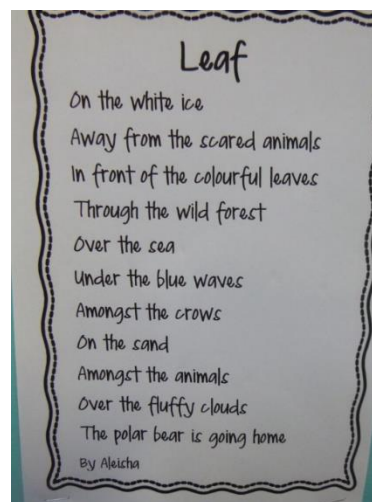 Leaf
On the white ice
Away from the scared animals
In front of the colourful leaves
Through the wild forest
Over the sea
Under the blue waves
Amongst the crows
On the sand
Amongst the animals
Over the fluffy clouds
The polar bear is going home
By Aleisha